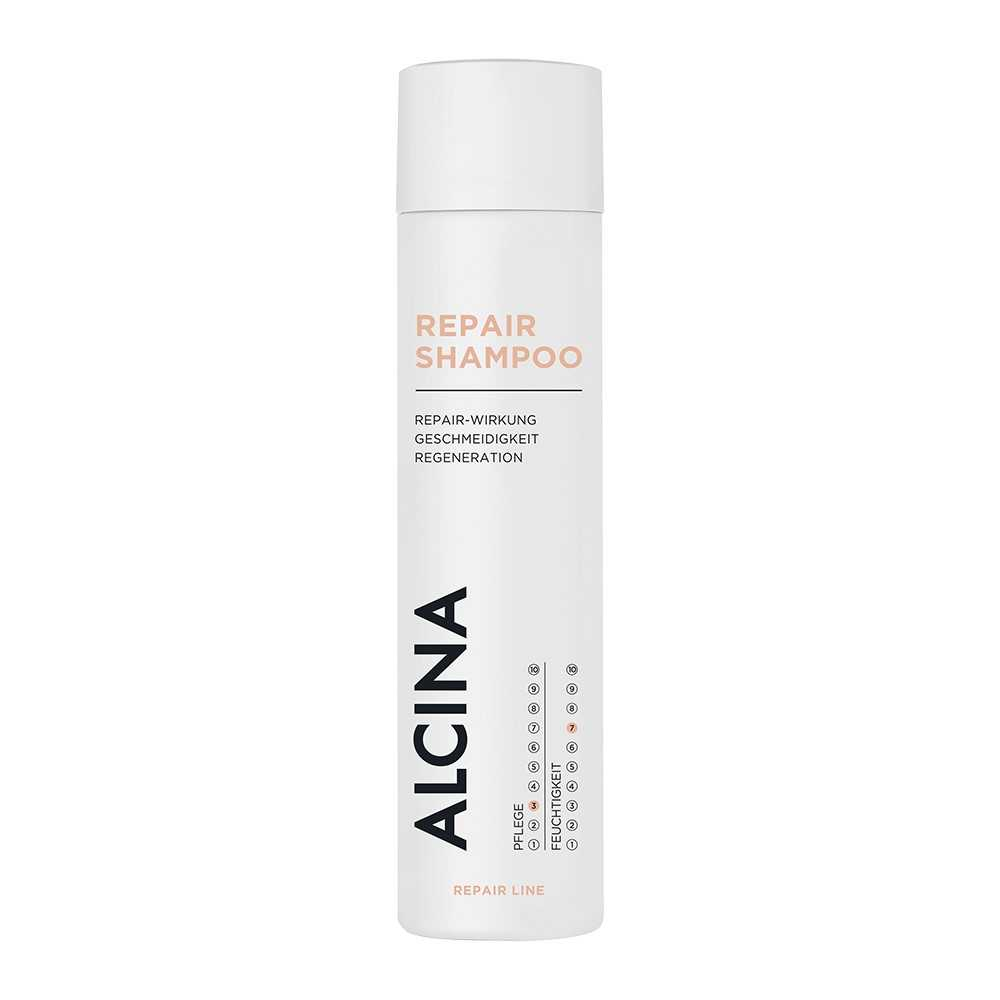 REPAIR
SHAMPOO
REPAIR-WIRKUNG
GESCHMEIDIGKEIT
REGENERATION
ALCINA
PFLEGE
10
9
8
7
6
5
4
3
2
1
FEUCHTIGKEIT
10
9
8
7
6
5
4
3
2
1
REPAIR LINE